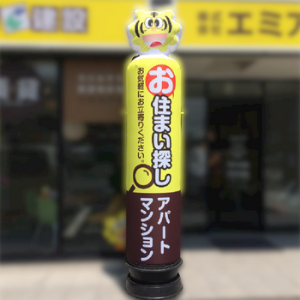 建設
株式会社 エミア
お住まい探し
お気軽にお立寄りください。
アパート
マンション